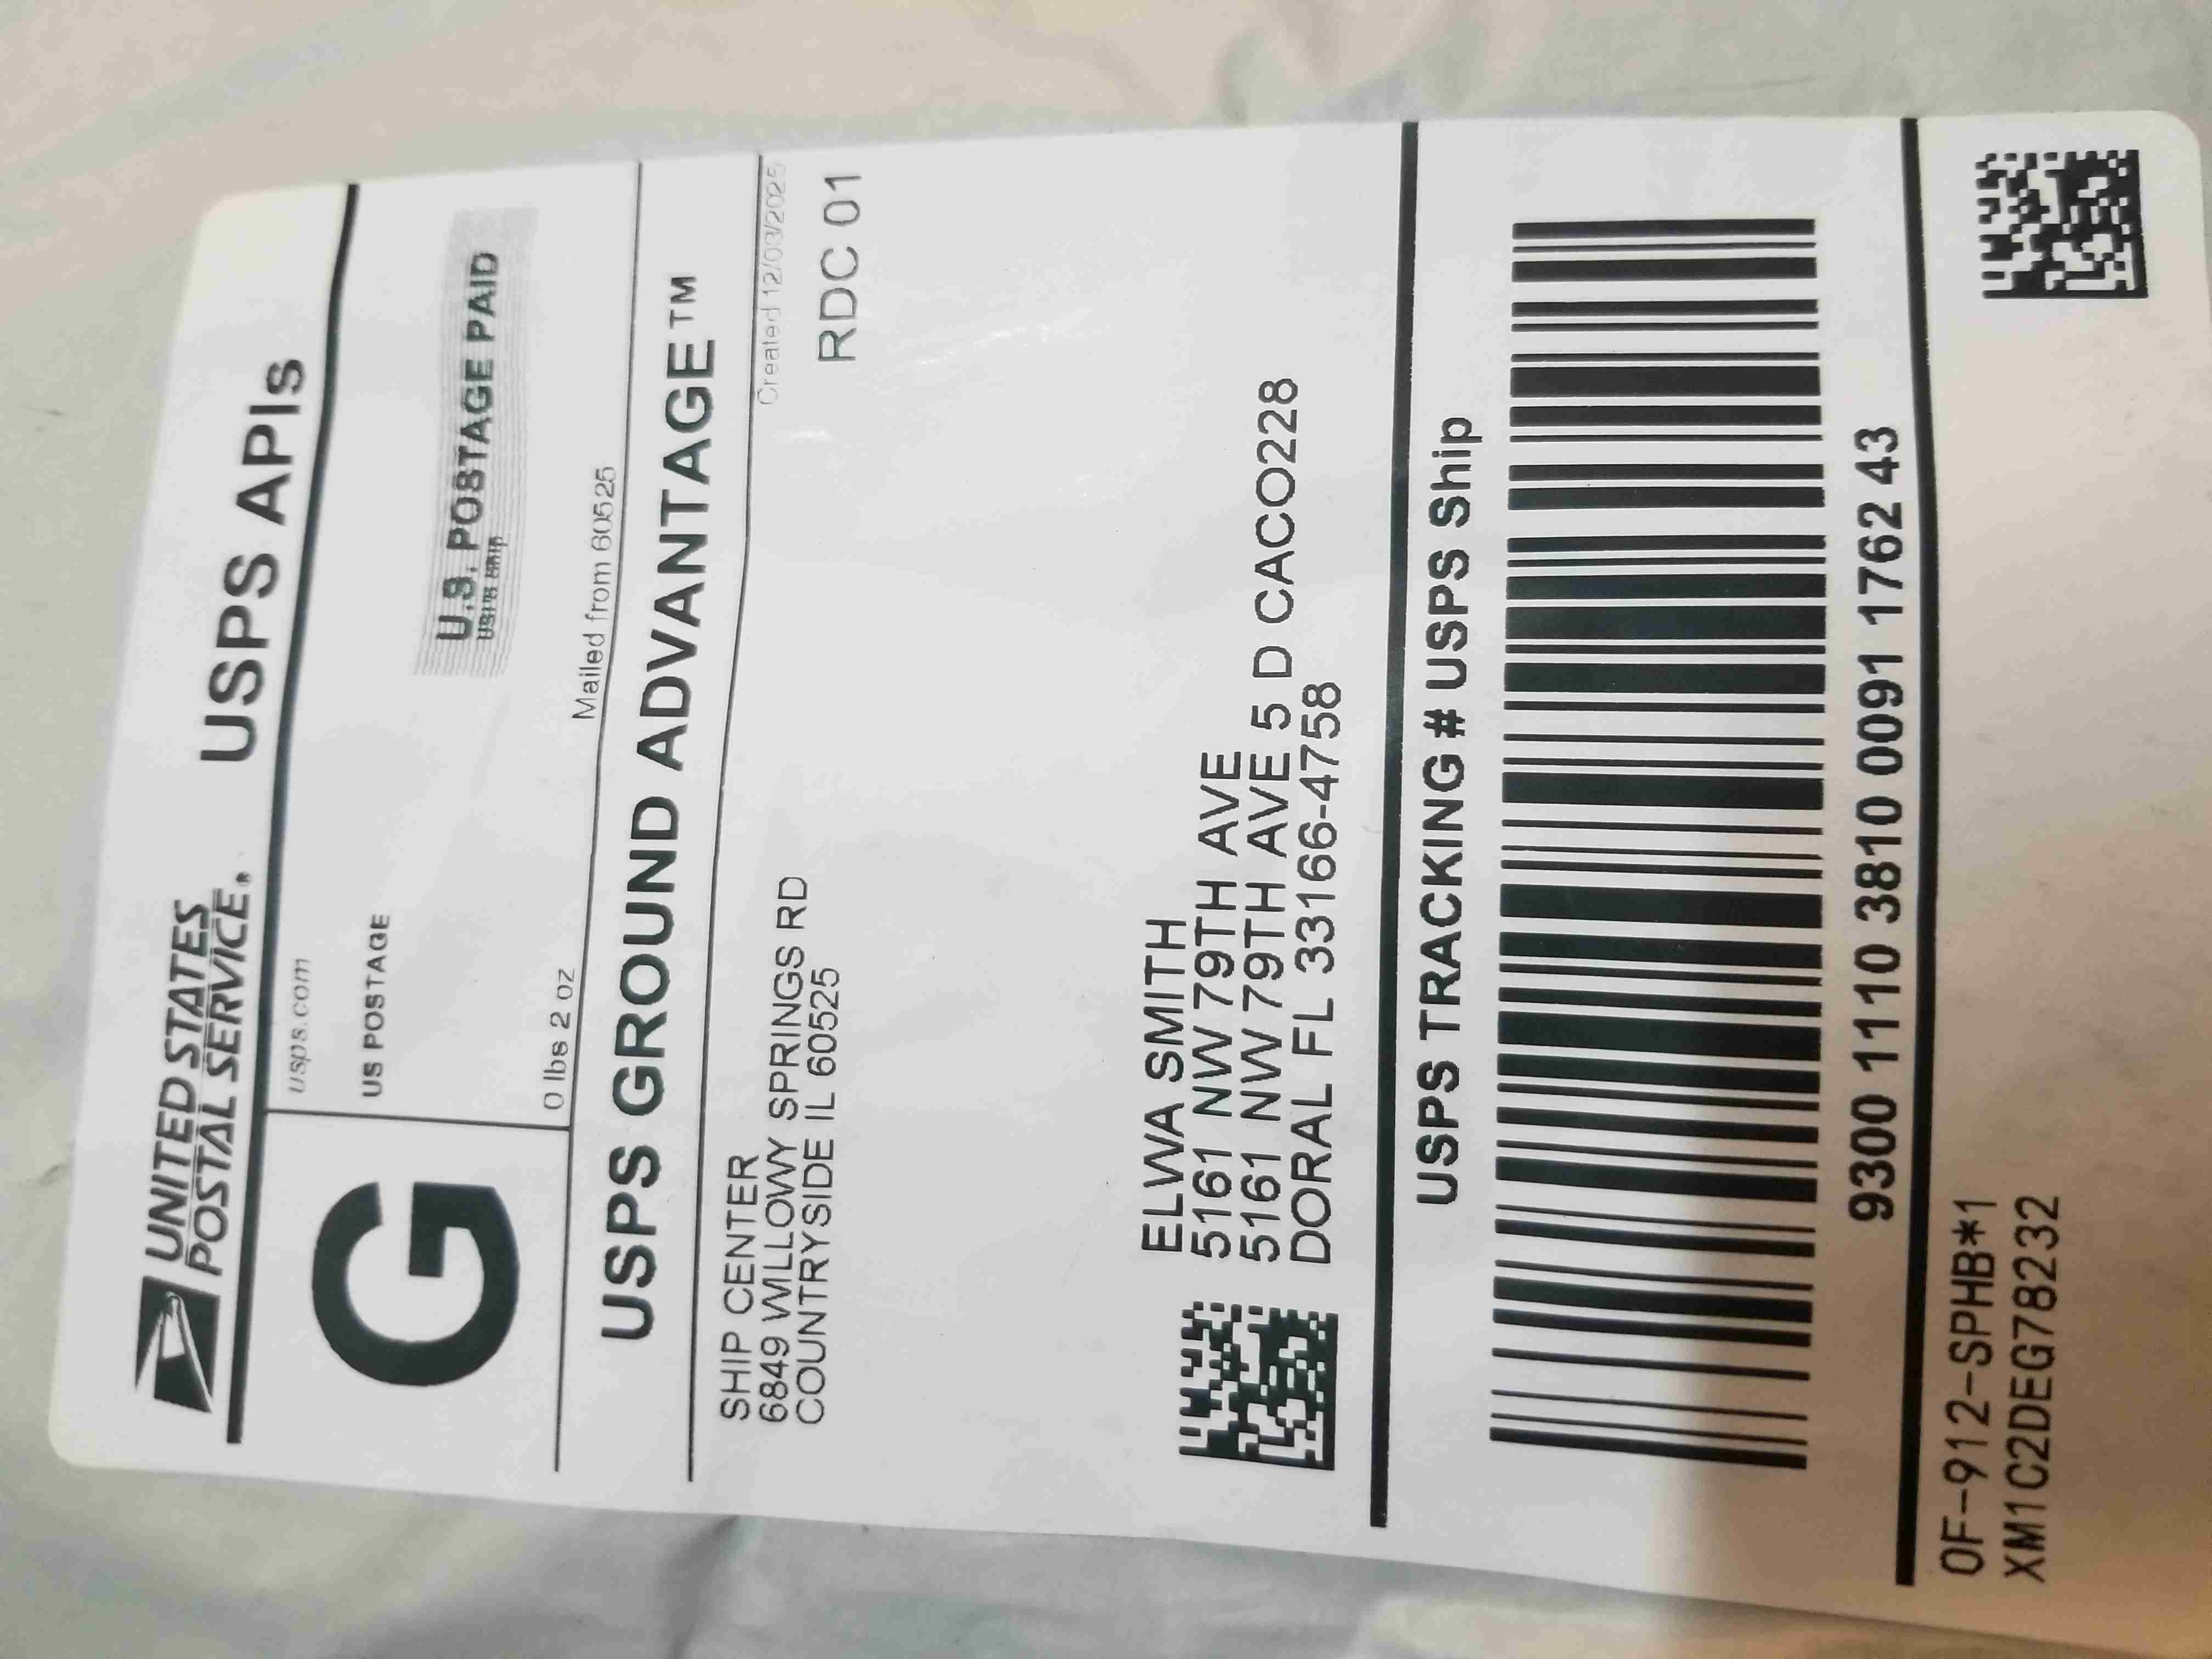 UNITED STATES
POSTAL SERVICE.
USPS APIs
G
usps.com
US POSTAGE
U.S. POSTAGE PAID
USPS SHIP
0 lbs 2 oz
Mailed from 60525
USPS GROUND ADVANTAGE™
Created 12/03/2025
RDC 01
SHIP CENTER
6849 WILLOW SPRINGS RD
COUNTRYSIDE IL 60525
ELWA SMITH
5161 NW 79TH AVE
5161 NW 79TH AVE 5 D CACO228
DORAL FL 33166-4758
USPS TRACKING # USPS Ship
9300 1110 3810 0091 1762 43
OF-912-SPHB*1
XM1C2DEG78232